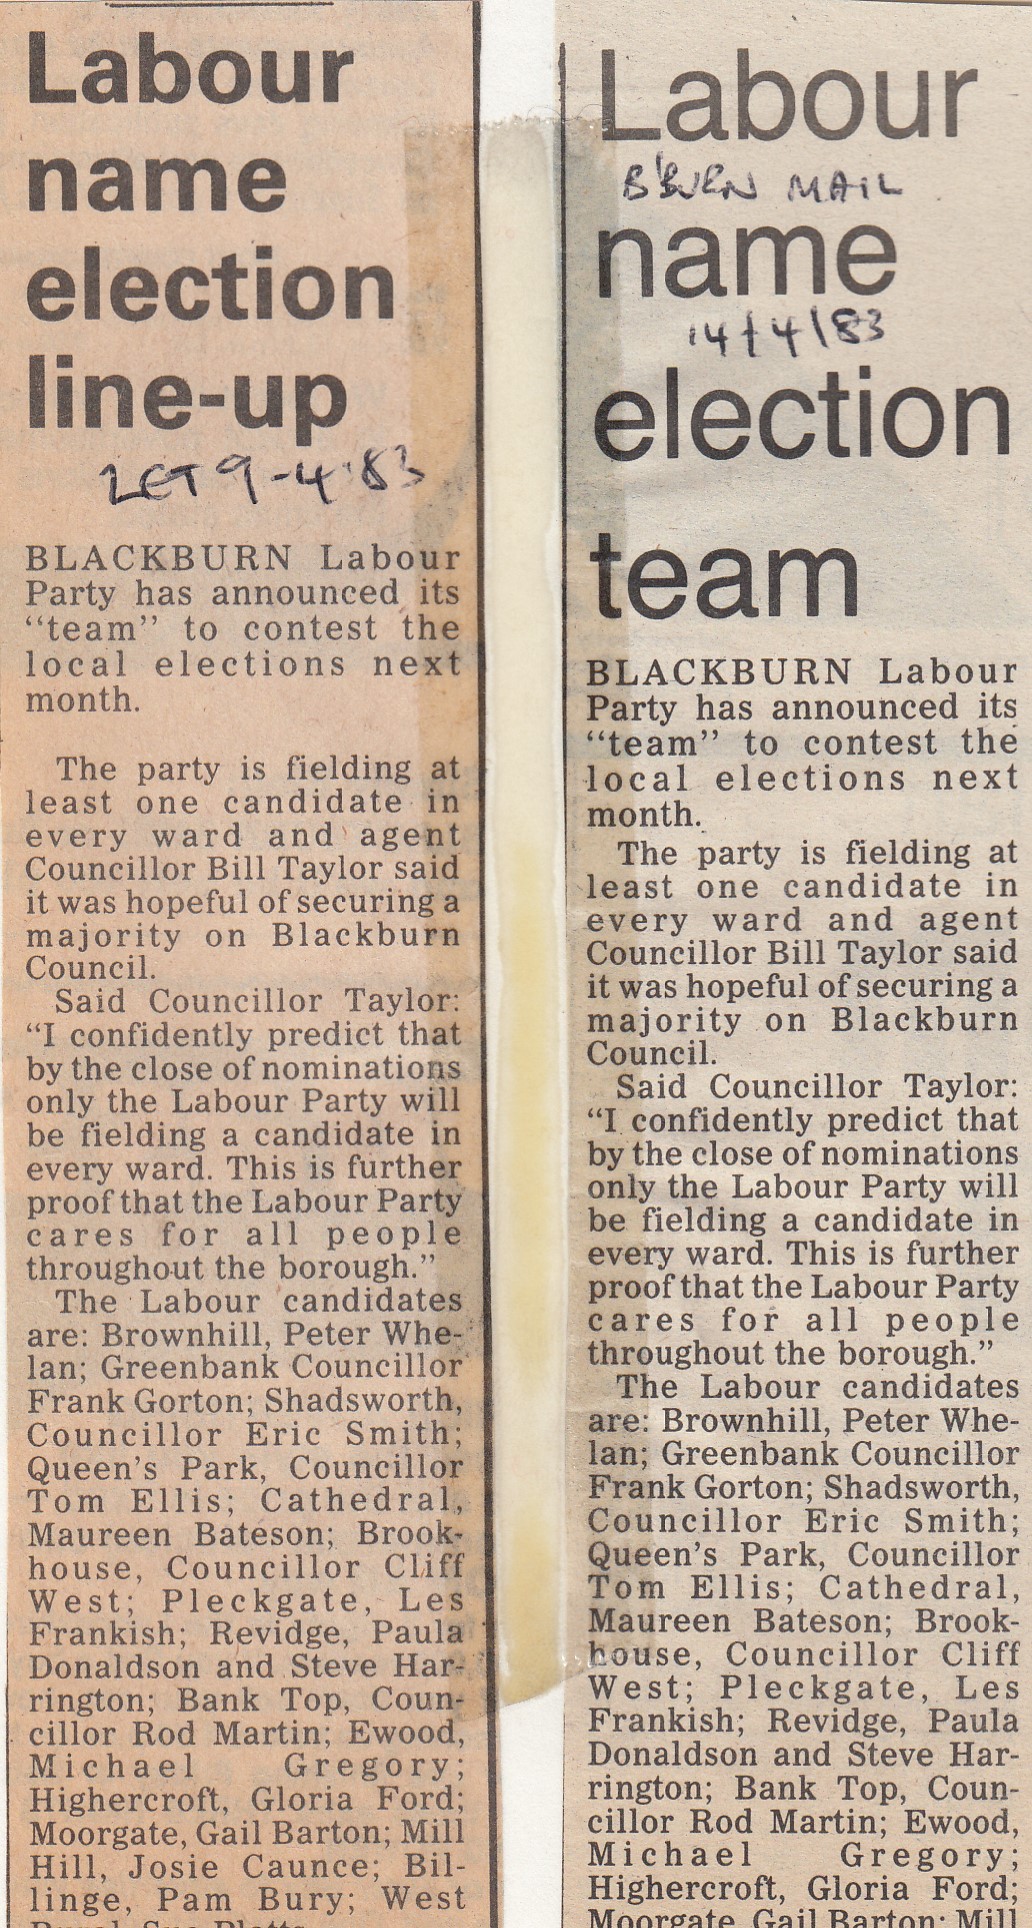 Labour
name
election
line-up
LET 9-4-83
BLACKBURN Labour
Party has announced its
“team” to contest the
local elections next
month.
The party is fielding at
least one candidate in
every ward and agent
Councillor Bill Taylor said
it was hopeful of securing a
majority on Blackburn
Council.
Said Councillor Taylor:
“I confidently predict that
by the close of nominations
only the Labour Party will
be fielding a candidate in
every ward. This is further
proof that the Labour Party
cares for all people
throughout the borough.”
The Labour candidates
are: Brownhill, Peter Whe-
lan; Greenbank Councillor
Frank Gorton; Shadsworth,
Councillor Eric Smith;
Queen's Park, Councillor
Tom Ellis; Cathedral,
Maureen Bateson; Brook-
house, Councillor Cliff
West; Pleckgate, Les
Frankish; Revidge, Paula
Donaldson and Steve Har-
rington; Bank Top, Coun-
cillor Rod Martin; Ewood,
Michael Gregory;
Highercroft, Gloria Ford;
Moorgate, Gail Barton; Mill
Hill, Josie Caunce; Bil-
linge, Pam Bury; West
Labour
B'BURN MAIL
name
14/4/83
election
team
BLACKBURN Labour
Party has announced its
“team” to contest the
local elections next
month.
The party is fielding at
least one candidate in
every ward and agent
Councillor Bill Taylor said
it was hopeful of securing a
majority on Blackburn
Council.
Said Councillor Taylor:
“I confidently predict that
by the close of nominations
only the Labour Party will
be fielding a candidate in
every ward. This is further
proof that the Labour Party
cares for all people
throughout the borough.”
The Labour candidates
are: Brownhill, Peter Whe-
lan; Greenbank Councillor
Frank Gorton; Shadsworth,
Councillor Eric Smith;
Queen's Park, Councillor
Tom Ellis; Cathedral,
Maureen Bateson; Brook-
house, Councillor Cliff
West; Pleckgate, Les
Frankish; Revidge, Paula
Donaldson and Steve Har-
rington; Bank Top, Coun-
cillor Rod Martin; Ewood,
Michael Gregory;
Highercroft, Gloria Ford;
Moorgate, Gail Barton; Mill